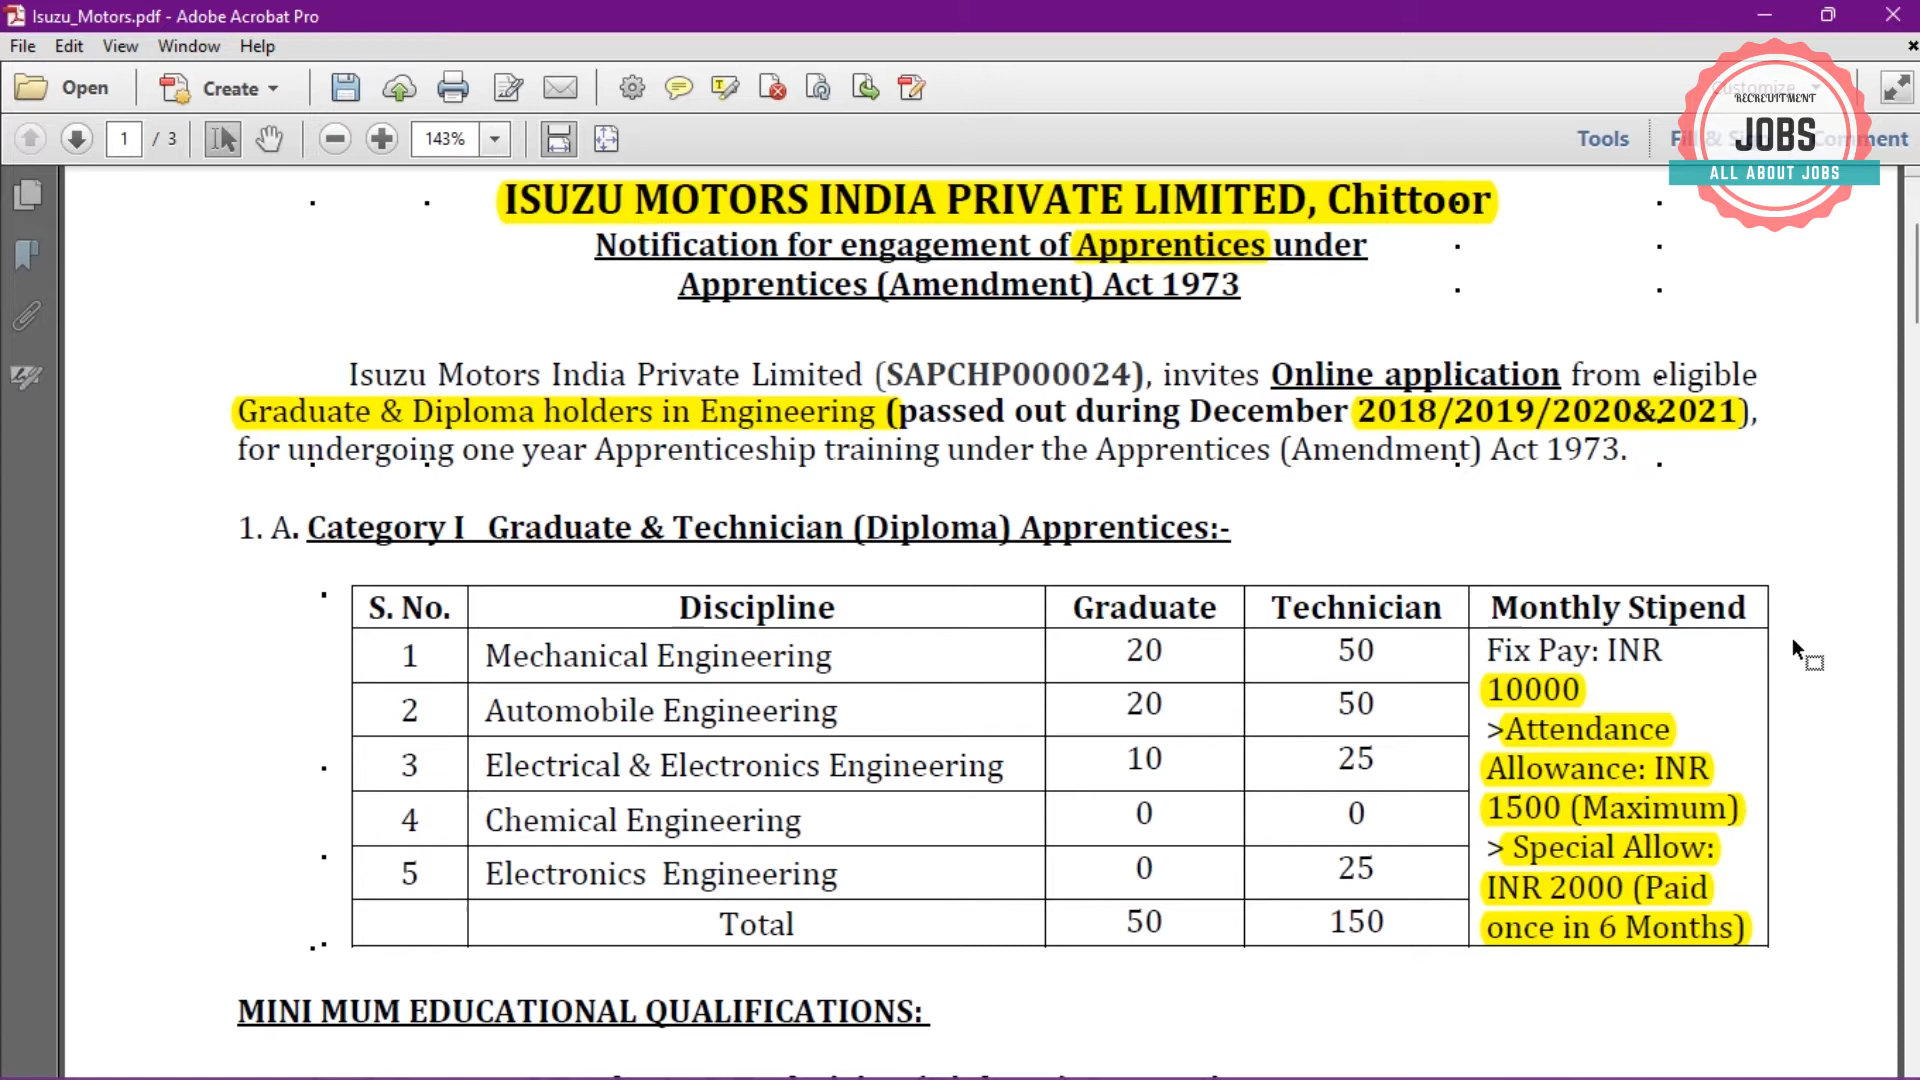 Isuzu_Motors.pdf - Adobe Acrobat Pro
File Edit View Window Help
Open Create Customize
1 / 3 143% Tools Fill & Sign Comment
RECREUITMENT
JOBS
ALL ABOUT JOBS
ISUZU MOTORS INDIA PRIVATE LIMITED, Chittoor
Notification for engagement of Apprentices under
Apprentices (Amendment) Act 1973
Isuzu Motors India Private Limited (SAPCHP000024), invites Online application from eligible
Graduate & Diploma holders in Engineering (passed out during December 2018/2019/2020&2021),
for undergoing one year Apprenticeship training under the Apprentices (Amendment) Act 1973.
1. A. Category I Graduate & Technician (Diploma) Apprentices:-
S. No. Discipline Graduate Technician Monthly Stipend
1 Mechanical Engineering 20 50 Fix Pay: INR
10000
2 Automobile Engineering 20 50 >Attendance
3 Electrical & Electronics Engineering 10 25 Allowance: INR
4 Chemical Engineering 0 0 1500 (Maximum)
> Special Allow:
5 Electronics Engineering 0 25 INR 2000 (Paid
Total 50 150 once in 6 Months)
MINI MUM EDUCATIONAL QUALIFICATIONS: